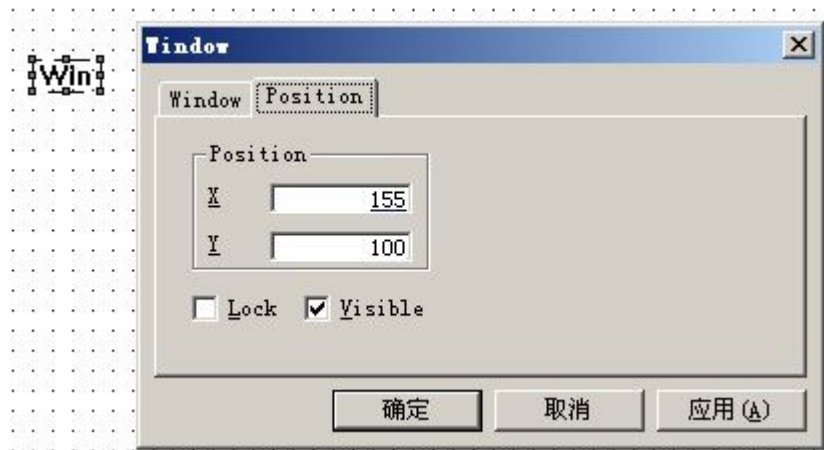 Win
Window
Window Position
Position
X 155
Y 100
Lock Visible
确定 取消 应用(A)